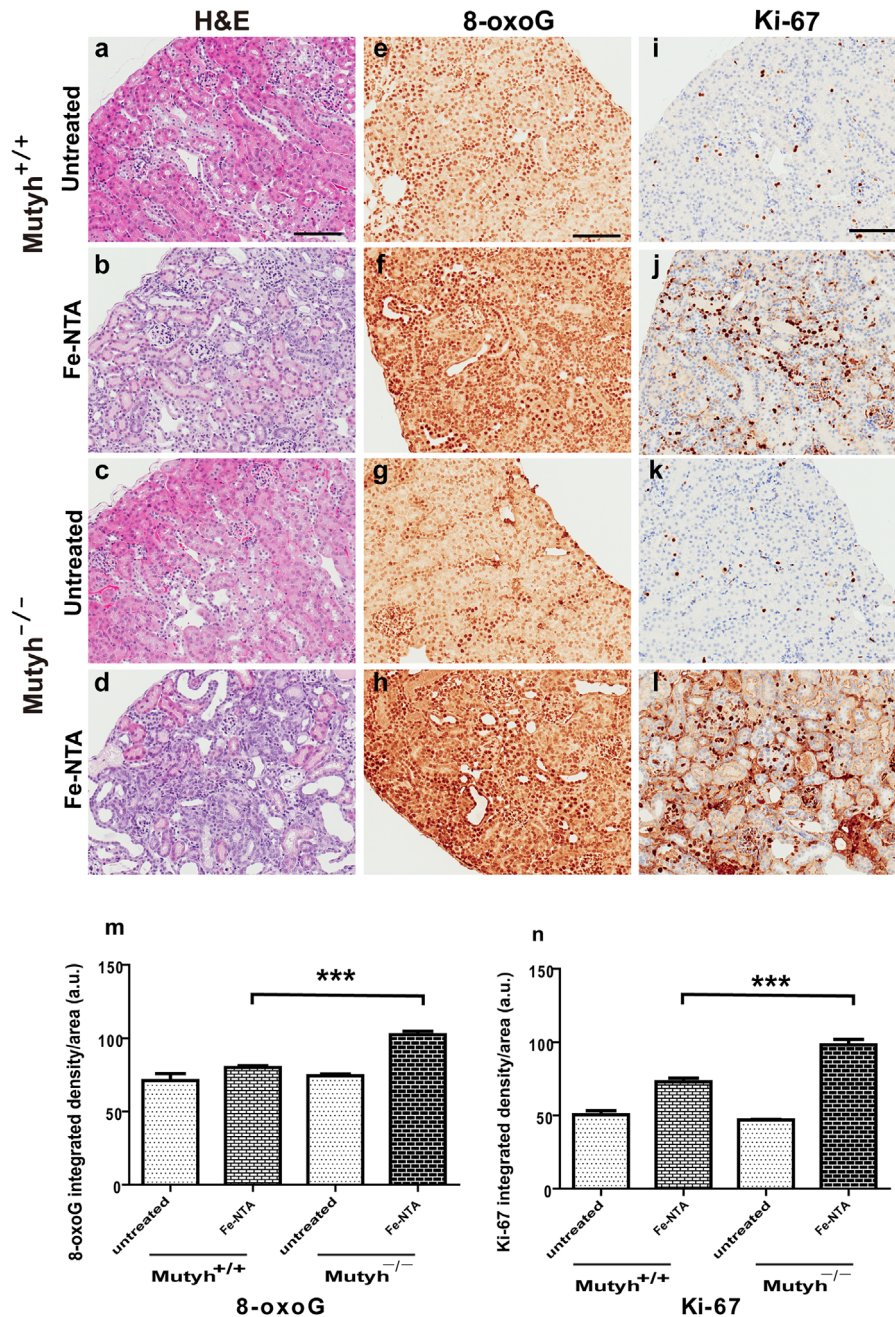 H&E 8-oxoG Ki-67
a e i
Mutyh+/+
Untreated
b f j
Fe-NTA
c g k
Mutyh−/−
Untreated
d h l
Fe-NTA
m
8-oxoG integrated density/area (a.u.)
150
100
50
0
***
untreated Fe-NTA untreated Fe-NTA
Mutyh+/+ Mutyh−/−
8-oxoG
n
Ki-67 integrated density/area (a.u.)
150
100
50
0
***
untreated Fe-NTA untreated Fe-NTA
Mutyh+/+ Mutyh−/−
Ki-67